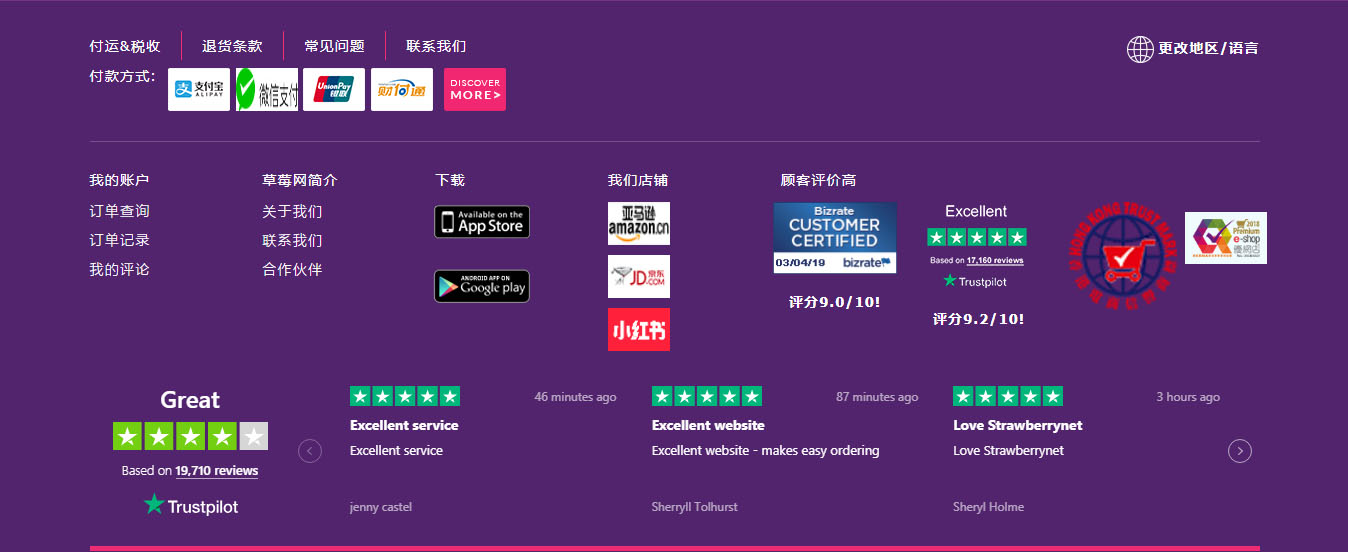 付运&税收
退货条款
常见问题
联系我们
更改地区/语言
付款方式:
支付宝
ALIPAY
微信支付
UnionPay
银联
财付通
DISCOVER
MORE>
我的账户
订单查询
订单记录
我的评论
草莓网简介
关于我们
联系我们
合作伙伴
下载
Available on the
App Store
ANDROID APP ON
Google play
我们店铺
亚马逊
amazon.cn
京东
JD.COM
小红书
顾客评价高
Bizrate
CUSTOMER
CERTIFIED
03/04/19 bizrate
评分9.0/10!
Excellent
Based on 17,160 reviews
Trustpilot
评分9.2/10!
HONG KONG TRUST MARK
2018
Premium
e-shop
優網店
Great
Based on 19,710 reviews
Trustpilot
46 minutes ago
Excellent service
Excellent service
jenny castel
87 minutes ago
Excellent website
Excellent website - makes easy ordering
Sherryll Tolhurst
3 hours ago
Love Strawberrynet
Love Strawberrynet
Sheryl Holme